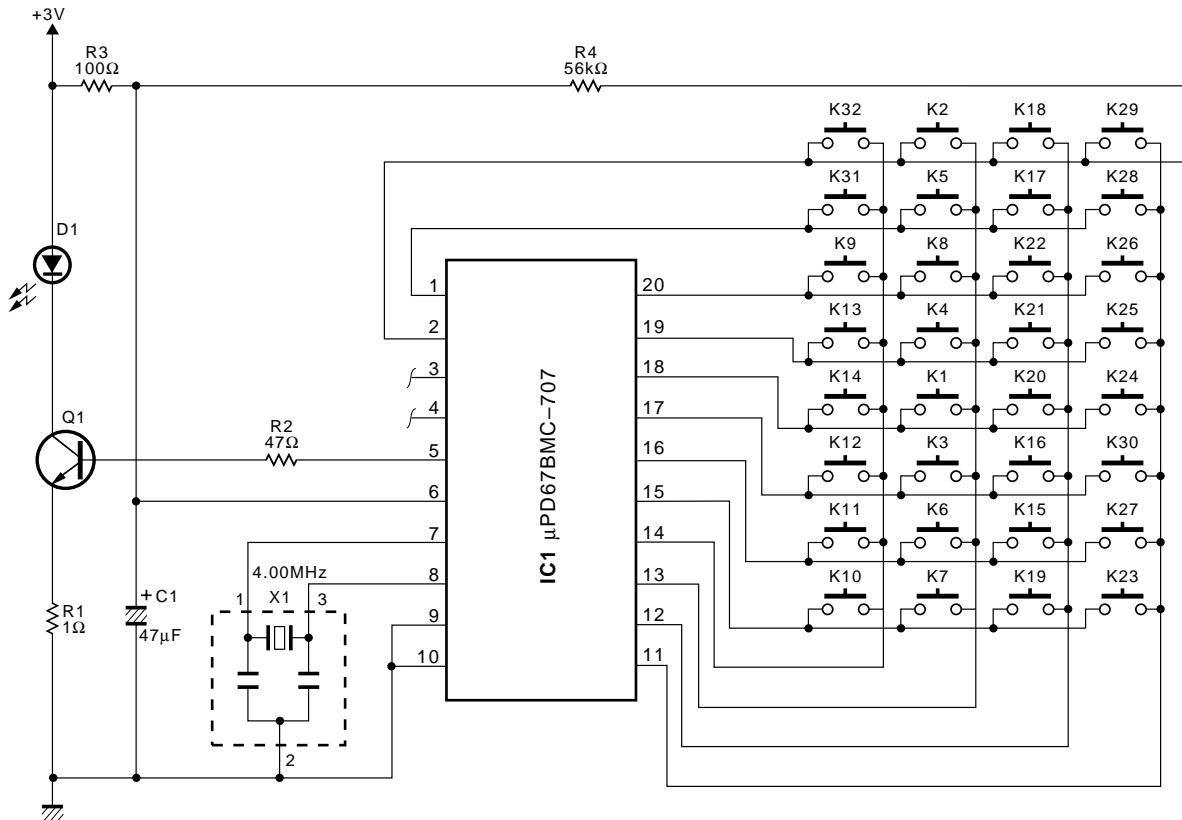 +3V
R3
100Ω
R4
56kΩ
K32 K2 K18 K29
K31 K5 K17 K28
D1
K9 K8 K22 K26
1 20
K13 K4 K21 K25
2 19
3 18
K14 K1 K20 K24
4 17
Q1
R2
47Ω
K12 K3 K16 K30
5 16
6 15
K11 K6 K15 K27
7 14
IC1 μPD67BMC–707
4.00MHz
8 13
K10 K7 K19 K23
1 X1 3
+ C1
47μF
R1
1Ω
9 12
10 11
2